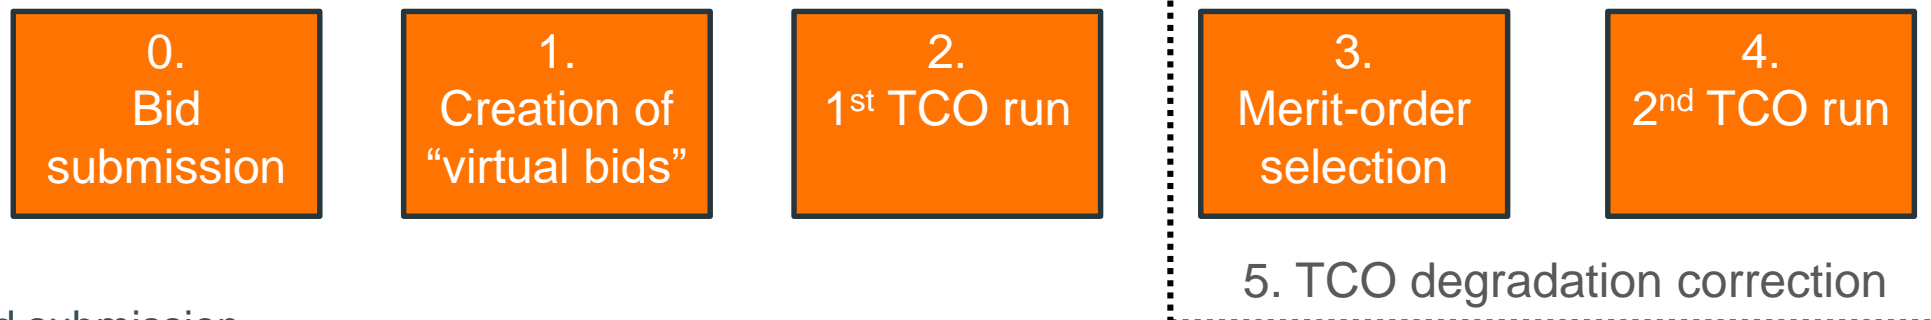 0.
Bid
submission
1.
Creation of
“virtual bids”
2.
1st TCO run
3.
Merit-order
selection
4.
2nd TCO run
5. TCO degradation correction
submission